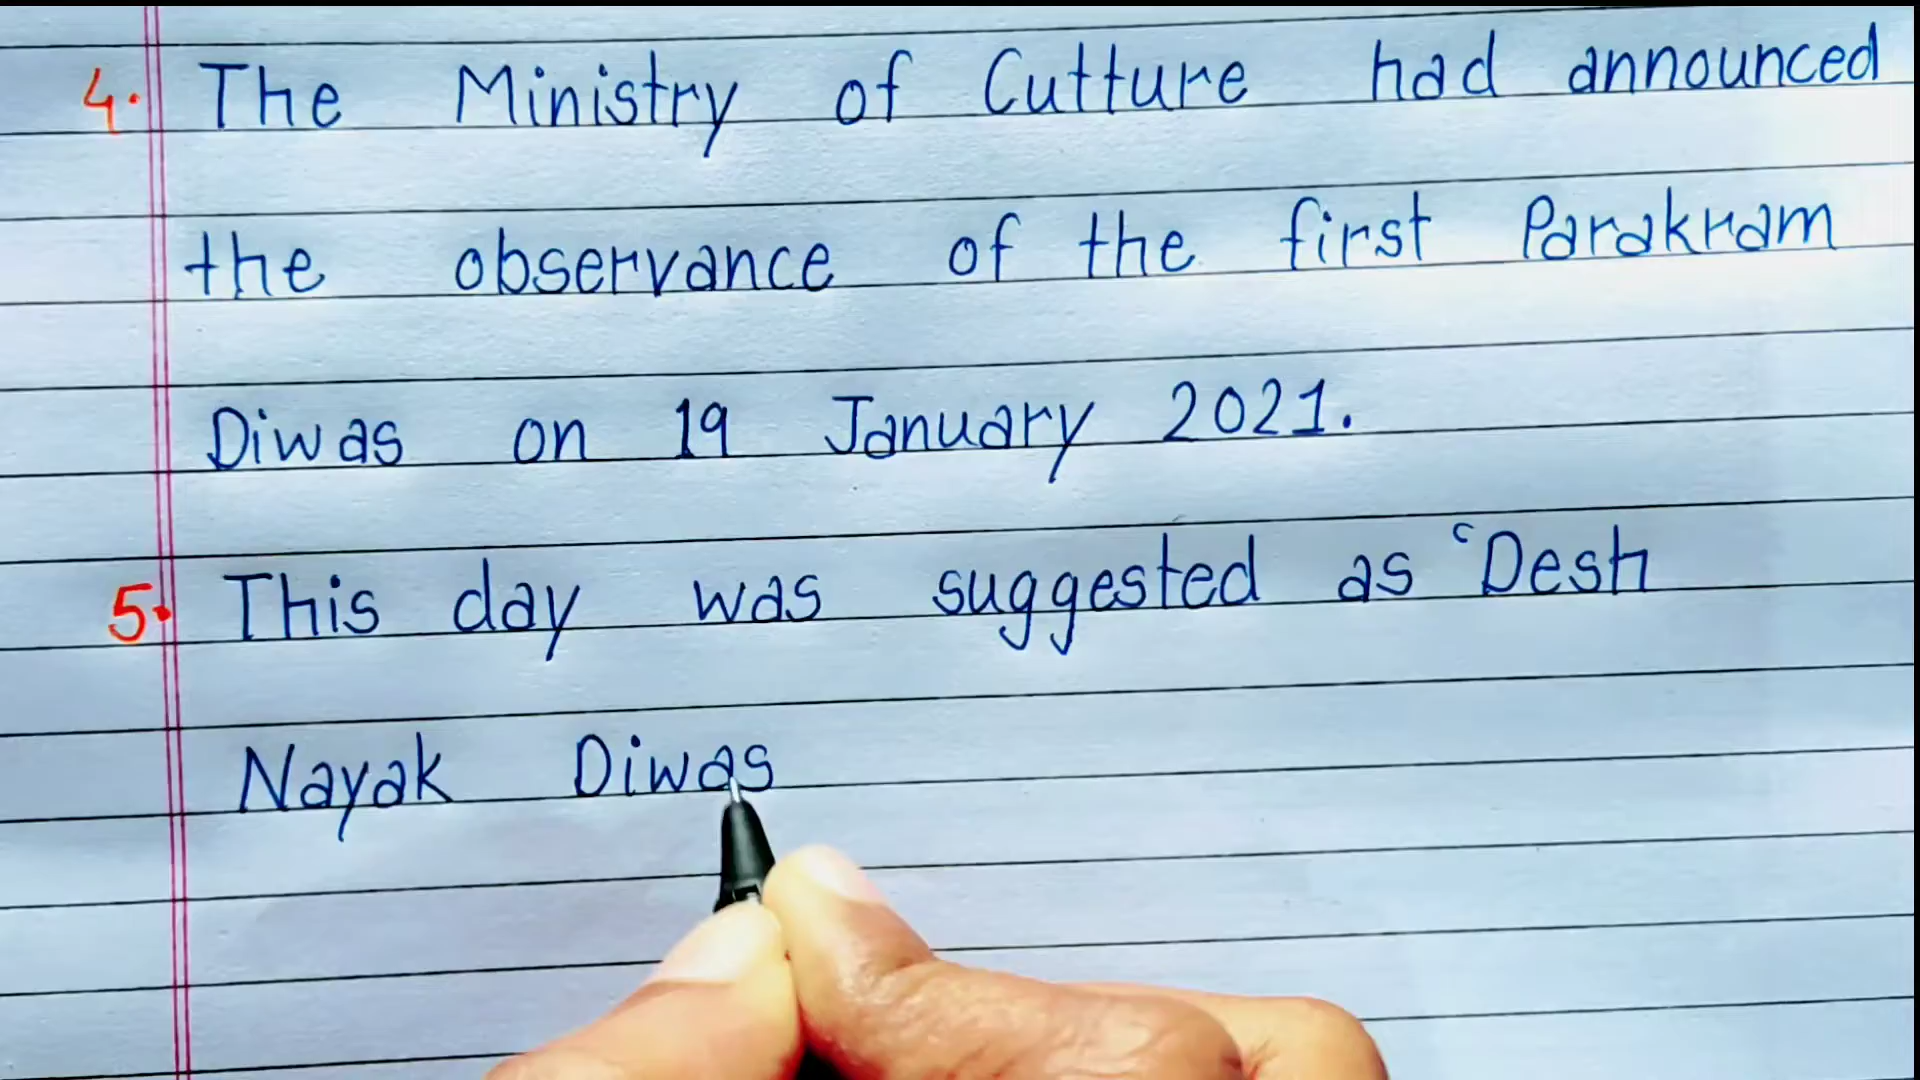 4. The Ministry of Cutture had announced
the observance of the first Parakram
Diwas on 19 January 2021.
5. This day was suggested as ‘Desh
Nayak Diwas